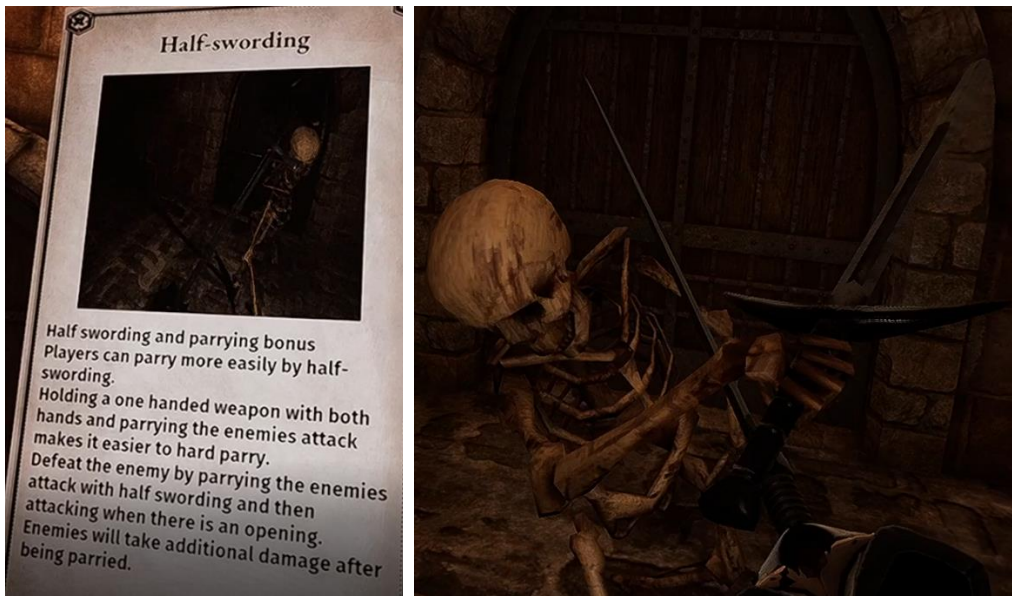 Half-swording
Half swording and parrying bonus
Players can parry more easily by half-
swording.
Holding a one handed weapon with both
hands and parrying the enemies attack
makes it easier to hard parry.
Defeat the enemy by parrying the enemies
attack with half swording and then
attacking when there is an opening.
Enemies will take additional damage after
being parried.